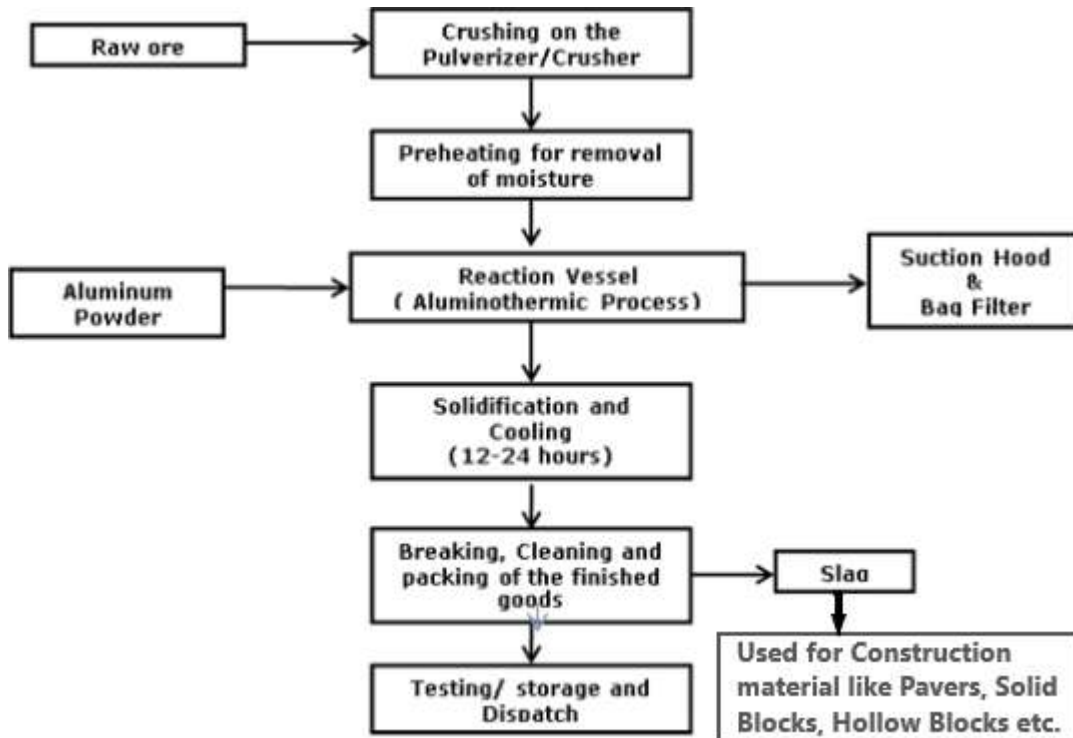 Raw ore
Crushing on the
Pulverizer/Crusher
Preheating for removal
of moisture
Aluminum
Powder
Reaction Vessel
( Aluminothermic Process)
Suction Hood
&
Bag Filter
Solidification and
Cooling
(12-24 hours)
Breaking, Cleaning and
packing of the finished
goods
Slag
Used for Construction
material like Pavers, Solid
Blocks, Hollow Blocks etc.
Testing/ storage and
Dispatch